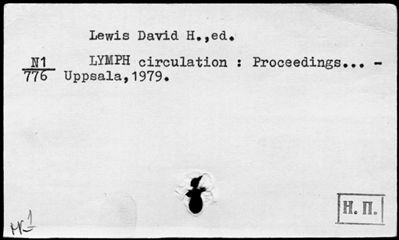 Lewis David H.,ed.
N1
776
LYMPH circulation : Proceedings... -
Uppsala,1979.
Н. П.